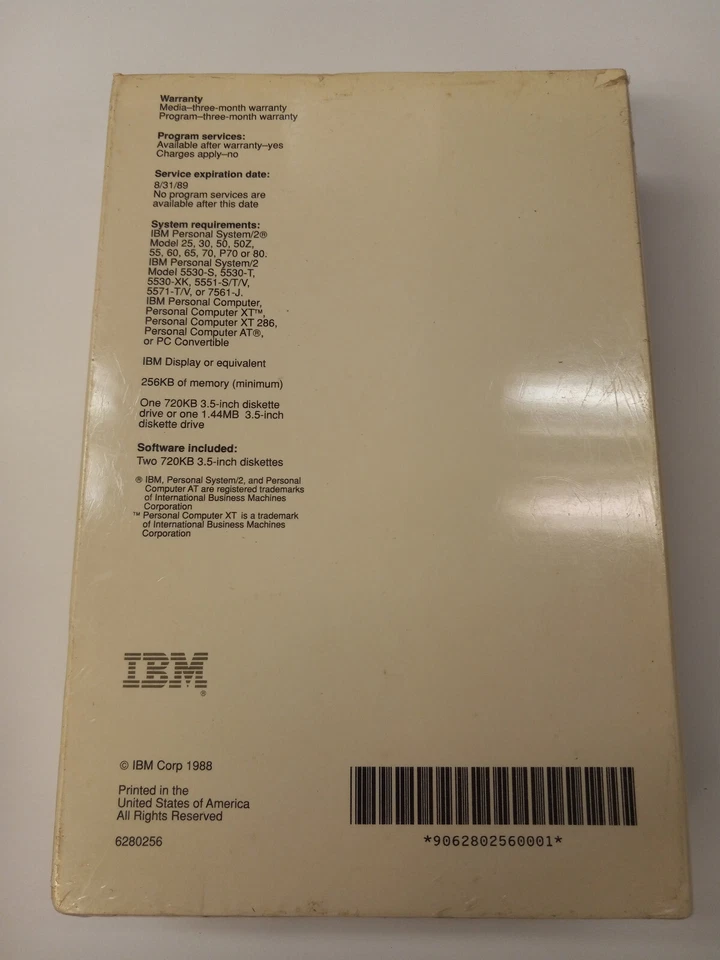 Warranty
Media–three-month warranty
Program–three-month warranty
Program services:
Available after warranty–yes
Charges apply–no
Service expiration date:
8/31/89
No program services are
available after this date
System requirements:
IBM Personal System/2®
Model 25, 30, 50, 50Z,
55, 60, 65, 70, P70 or 80.
IBM Personal System/2
Model 5530-S, 5530-T,
5530-XK, 5551-S/T/V,
5571-T/V, or 7561-J.
IBM Personal Computer,
Personal Computer XT™,
Personal Computer XT 286,
Personal Computer AT®,
or PC Convertible
IBM Display or equivalent
256KB of memory (minimum)
One 720KB 3.5-inch diskette
drive or one 1.44MB 3.5-inch
diskette drive
Software included:
Two 720KB 3.5-inch diskettes
® IBM, Personal System/2, and Personal
Computer AT are registered trademarks
of International Business Machines
Corporation
™ Personal Computer XT is a trademark
of International Business Machines
Corporation
IBM®
© IBM Corp 1988
Printed in the
United States of America
All Rights Reserved
6280256
*9062802560001*